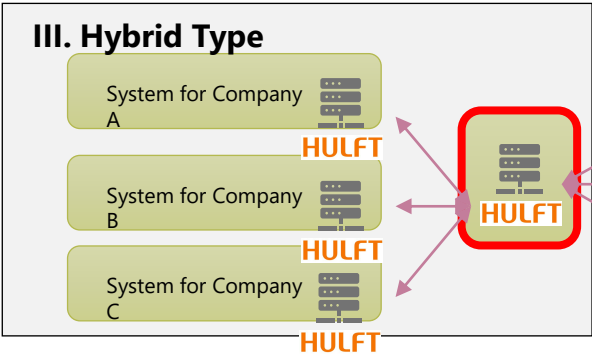 III. Hybrid Type
System for Company
A
HULFT
HULFT
System for Company
B
HULFT
System for Company
C
HULFT